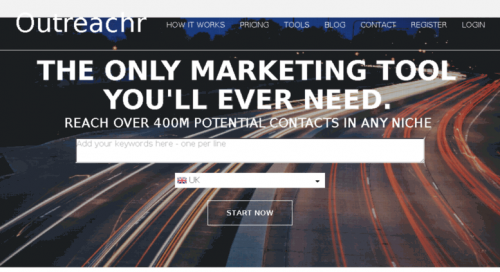 Outreachr
HOW IT WORKS PRICING TOOLS BLOG CONTACT REGISTER LOGIN
THE ONLY MARKETING TOOL
YOU'LL EVER NEED.
REACH OVER 400M POTENTIAL CONTACTS IN ANY NICHE
Add your keywords here - one per line
UK
START NOW